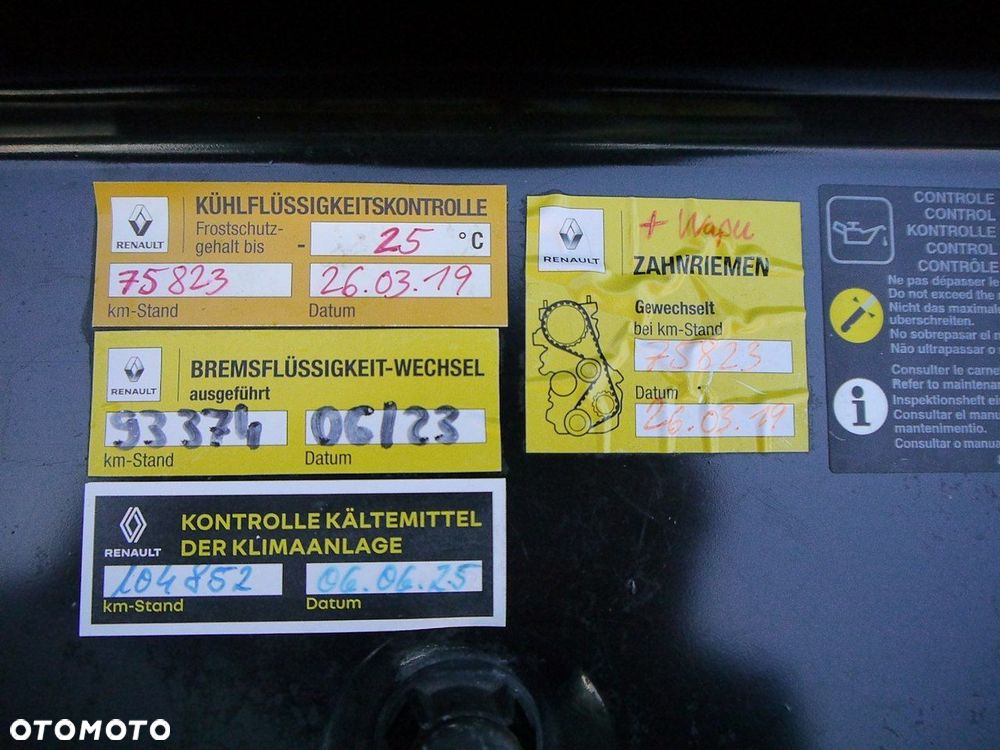 KÜHLFLÜSSIGKEITSKONTROLLE
Frostschutz-
gehalt bis - 25 °C
RENAULT
75823 26.03.19
km-Stand Datum
BREMSFLÜSSIGKEIT-WECHSEL
ausgeführt
RENAULT
93374 06/23
km-Stand Datum
KONTROLLE KÄLTEMITTEL
DER KLIMAANLAGE
RENAULT
104852 06.06.25
km-Stand Datum
+ Wapu
RENAULT
ZAHNRIEMEN
Gewechselt
bei km-Stand
75823
Datum
26.03.19
CONTROLE
CONTROL
KONTROLLE
CONTROL
CONTRÔLE
Ne pas dépasser le
Do not exceed the
Nicht das maximale
uberschreiten.
No sobrepasar el
Não ultrapassar o
Consulter le carne
Refer to maintenan
Inspektionsheft ein
Consultar el manu
mantenimentio.
Consultar o manua
i
OTOMOTO